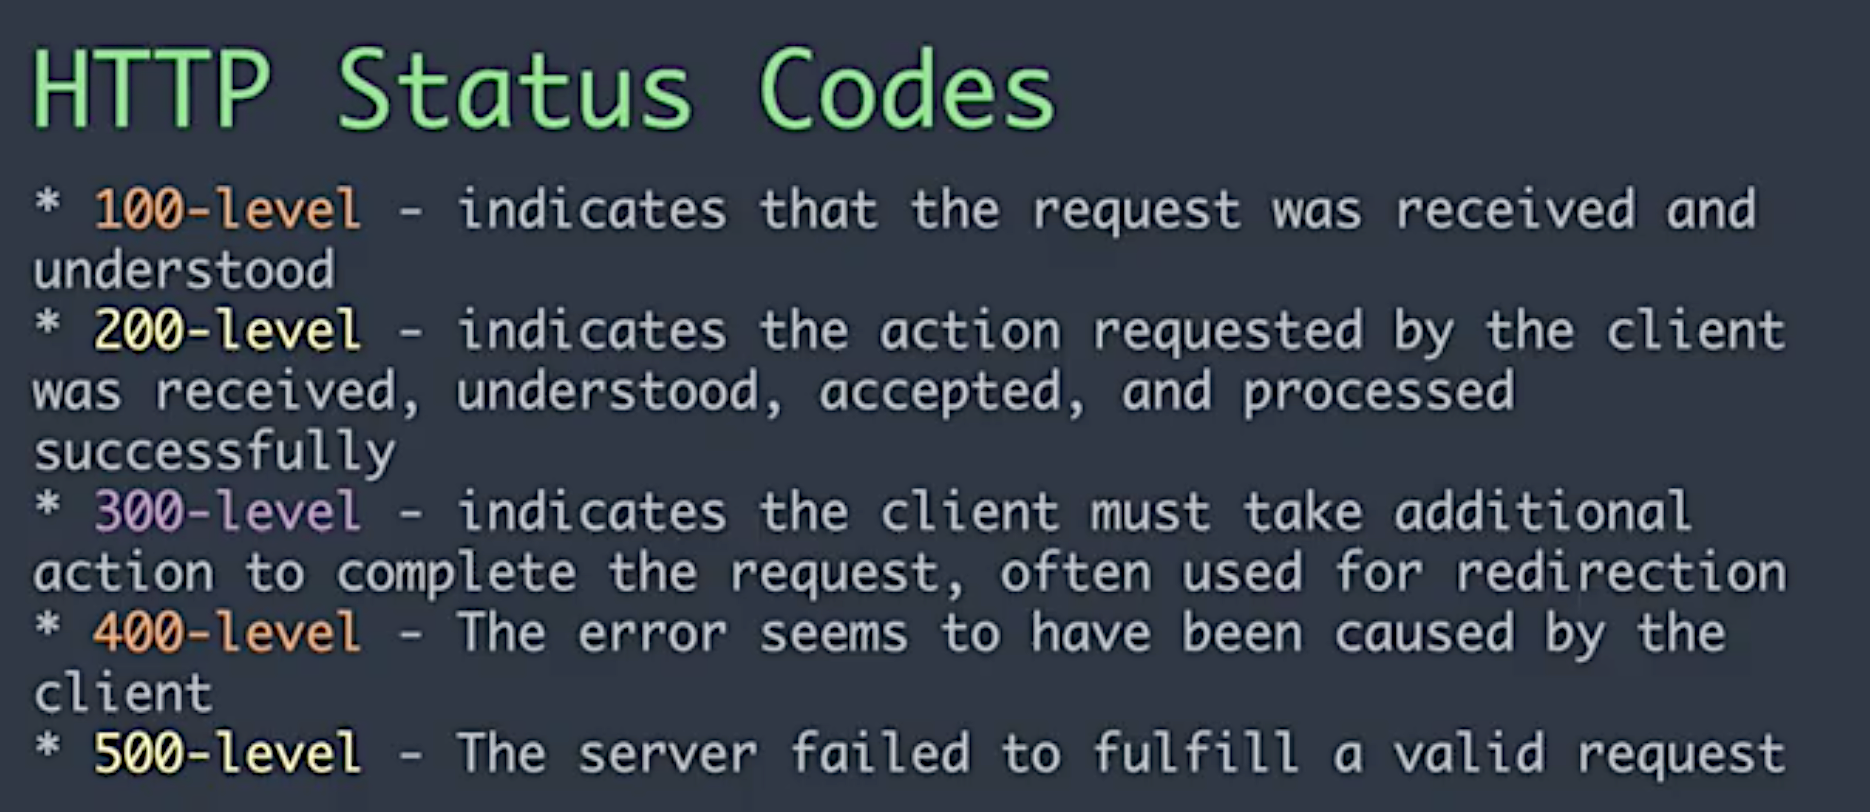 HTTP Status Codes
* 100-level - indicates that the request was received and
understood
* 200-level - indicates the action requested by the client
was received, understood, accepted, and processed
successfully
* 300-level - indicates the client must take additional
action to complete the request, often used for redirection
* 400-level - The error seems to have been caused by the
client
* 500-level - The server failed to fulfill a valid request